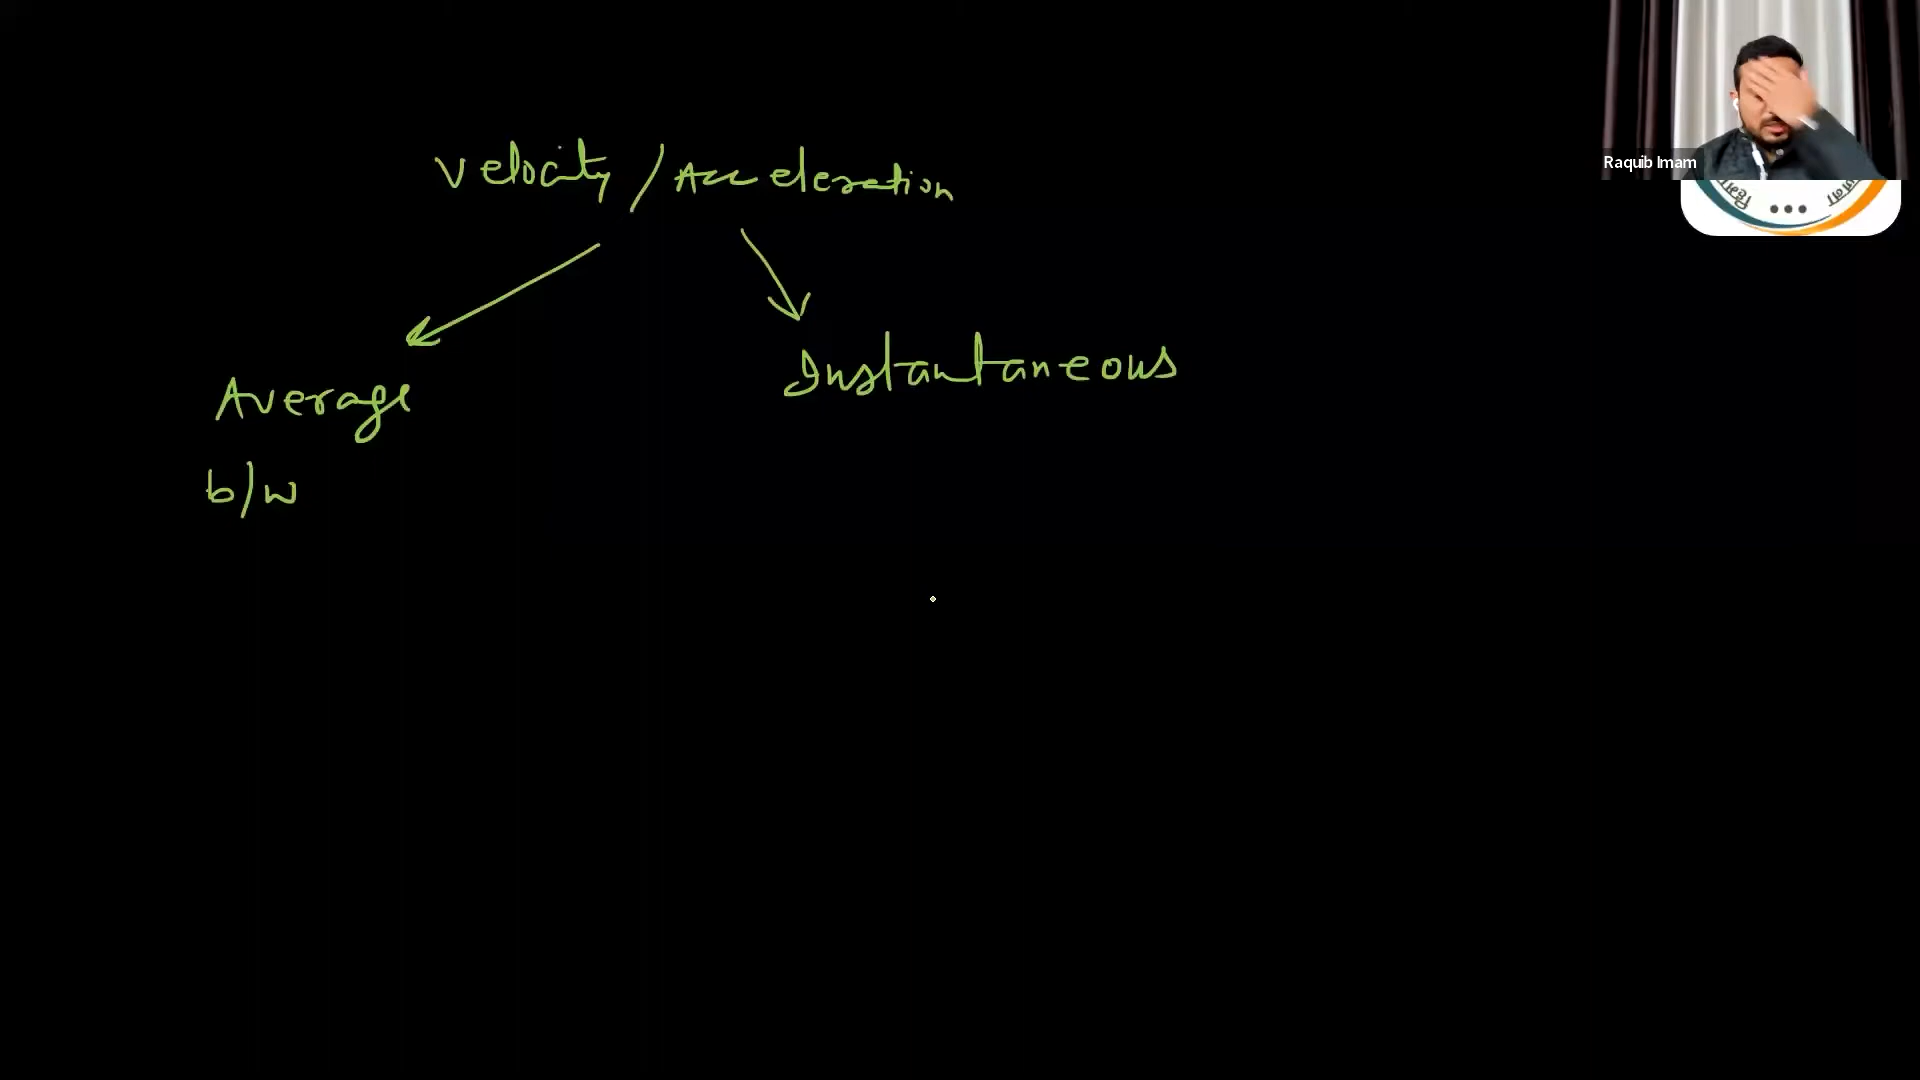 Raquib Imam
Velocity / Acceleration
Average
Instantaneous
b/w